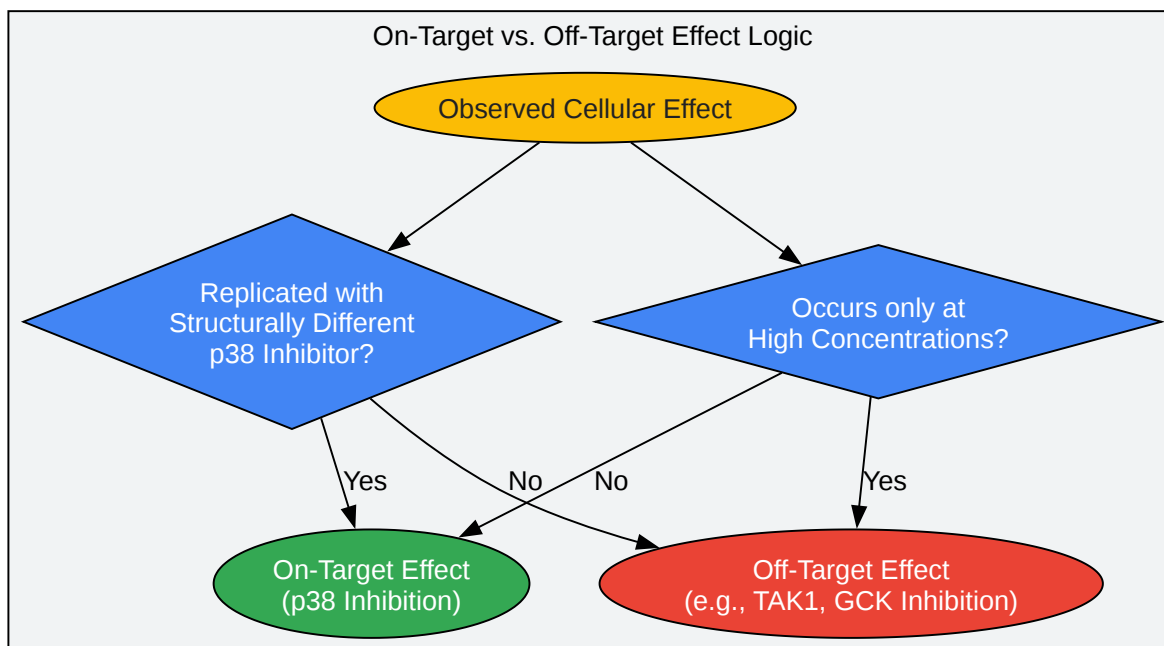 On-Target vs. Off-Target Effect Logic
Observed Cellular Effect
Replicated with
Structurally Different
p38 Inhibitor?
Occurs only at
High Concentrations?
Yes
No
No
Yes
On-Target Effect
(p38 Inhibition)
Off-Target Effect
(e.g., TAK1, GCK Inhibition)